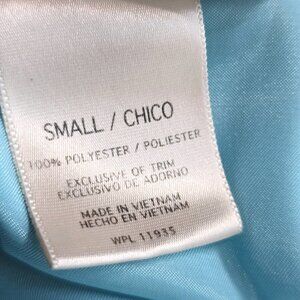 SMALL / CHICO
100% POLYESTER / POLIESTER
EXCLUSIVE OF TRIM
EXCLUSIVO DE ADORNO
MADE IN VIETNAM
HECHO EN VIETNAM
WPL 11935